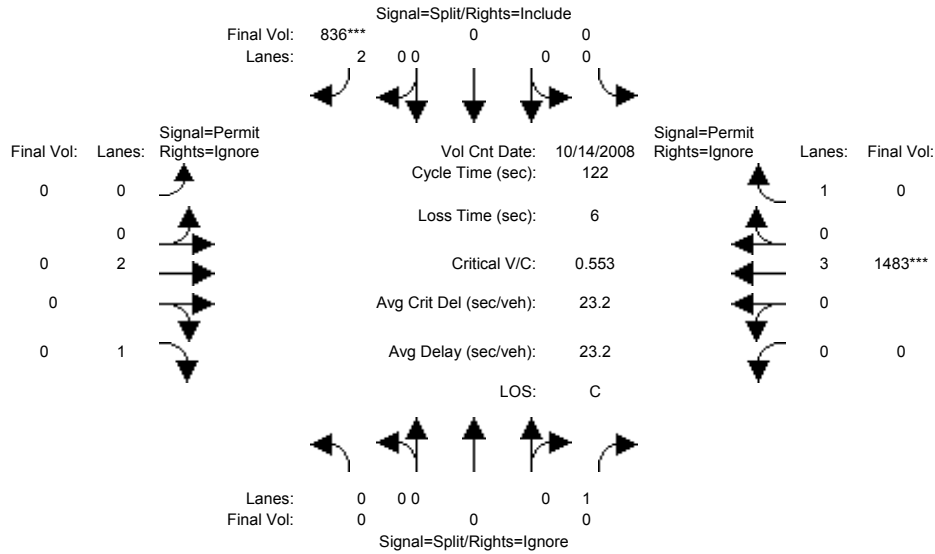 Signal=Split/Rights=Include
Final Vol: 836*** 0 0
Lanes: 2 0 0 0 0
Signal=Permit Signal=Permit
Final Vol: Lanes: Rights=Ignore Vol Cnt Date: 10/14/2008 Rights=Ignore Lanes: Final Vol:
0 0 Cycle Time (sec): 122 1 0
Loss Time (sec): 6
0 0
0 2 Critical V/C: 0.553 3 1483***
0 Avg Crit Del (sec/veh): 23.2 0
0 1 Avg Delay (sec/veh): 23.2 0 0
LOS: C
Lanes: 0 0 0 0 1
Final Vol: 0 0 0
Signal=Split/Rights=Ignore